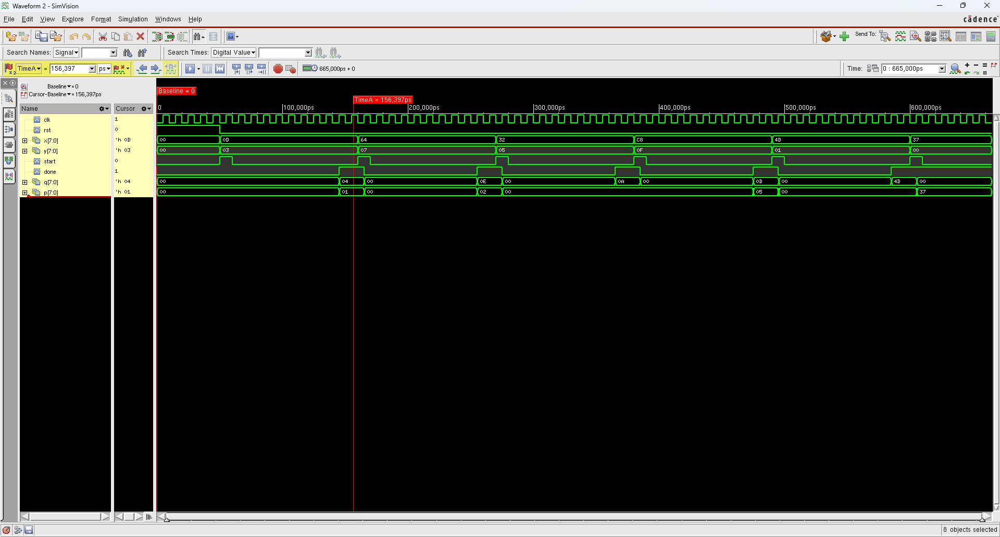 Waveform 2 - SimVision
File Edit View Explore Format Simulation Windows Help
cādence
Send To:
Search Names: Signal Search Times: Digital Value
x2 TimeA = 156,397 ps 665,000ps + 0 Time: 0 : 665,000ps
Baseline = 0
Cursor-Baseline = 156,397ps
Baseline = 0
TimeA = 156,397ps
Name Cursor 0 100,000ps 200,000ps 300,000ps 400,000ps 500,000ps 600,000ps
clk 1
rst 0
x[7:0] 'h 0D 00 0D 64 32 C8 4D 37
y[7:0] 'h 03 00 03 07 05 0F 01 00
start 0
done 1
q[7:0] 'h 04 00 04 00 0E 00 0A 00 0D 00 4D 00
p[7:0] 'h 01 00 01 00 02 00 05 00 37
8 objects selected